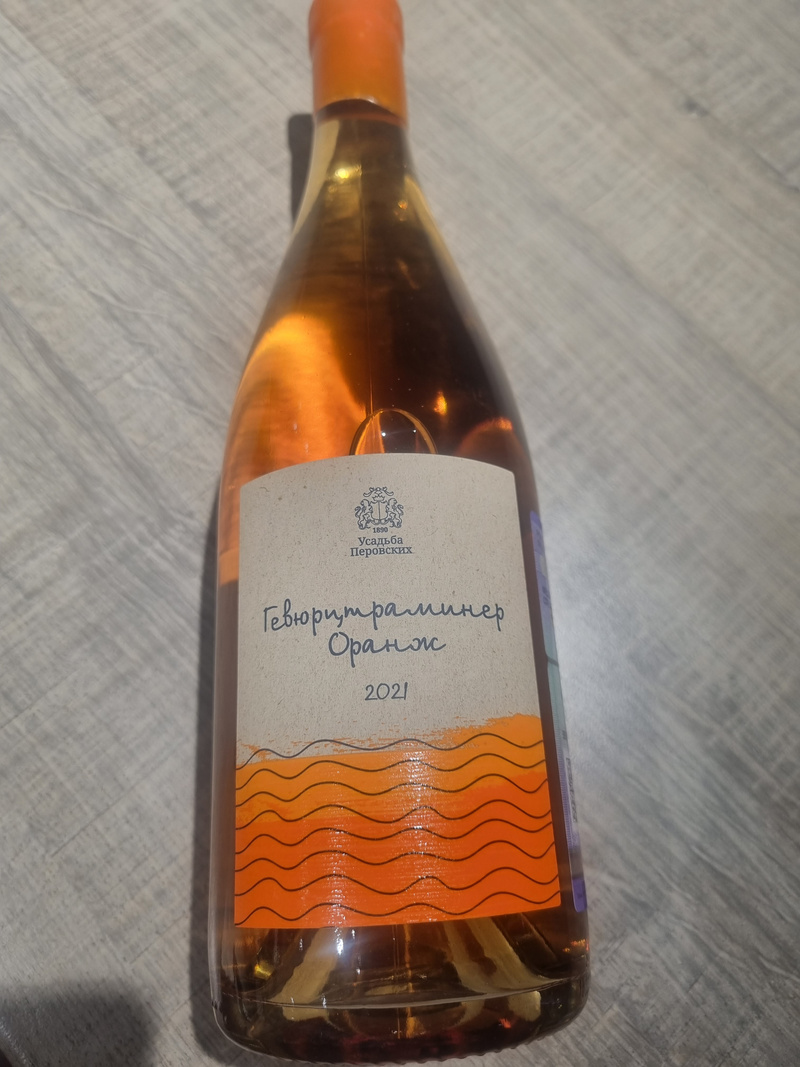 1890
Усадьба
Перовских
Гевюрцтраминер
Оранж
2021